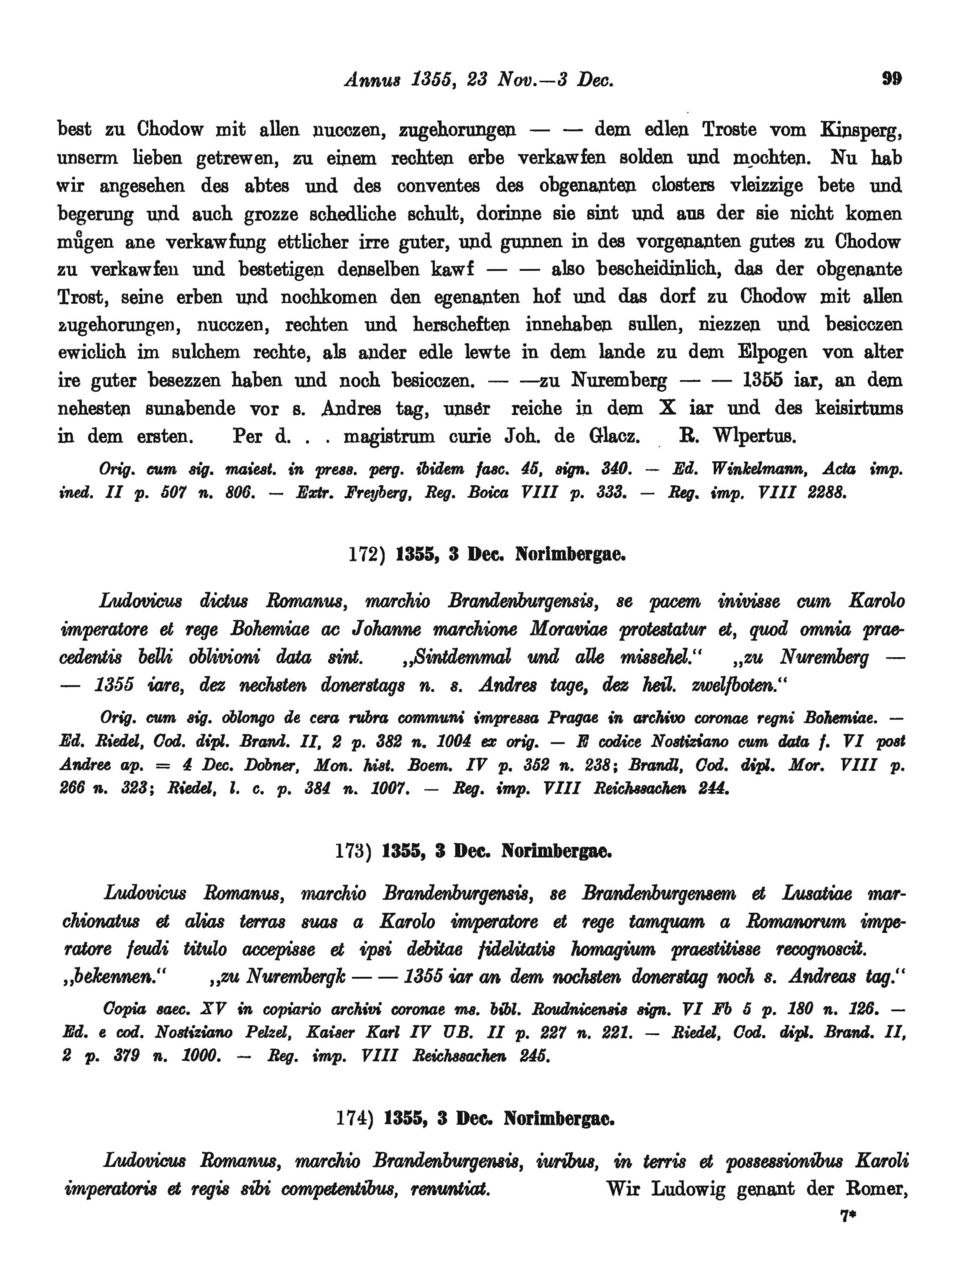 Annus 1355, 23 Nov.—3 Dec. 99
best zu Chodow mit allen nucczen, zugehorungen — — dem edlen Troste vom Kinsperg,
unserm lieben getrewen, zu einem rechten erbe verkawfen solden und mochten. Nu hab
wir angesehen des abtes und des conventes des obgenanten closters vleizzige bete und
begerung und auch grozze schedliche schult, dorinne sie sint und aus der sie nicht komen
můgen ane verkawfung ettlicher irre guter, und gunnen in des vorgenanten gutes zu Chodow
zu verkawfen und bestetigen denselben kawf — — also bescheidinlich, das der obgenante
Trost, seine erben und nochkomen den egenanten hof und das dorf zu Chodow mit allen
zugehorungen, nucczen, rechten und herscheften innehaben sullen, niezzen und besicczen
ewiclich im sulchem rechte, als ander edle lewte in dem lande zu dem Elpogen von alter
ire guter besezzen haben und noch besicczen. — —zu Nuremberg — — 1355 iar, an dem
nehesten sunabende vor s. Andres tag, unsér reiche in dem X iar und des keisirtums
in dem ersten. Per d. . . magistrum curie Joh. de Glacz. R. Wlpertus.
Orig. cum sig. maiest. in press. perg. ibidem fasc. 45, sign. 340. — Ed. Winkelmann, Acta imp.
ined. II p. 507 n. 806. — Extr. Freyberg, Reg. Boica VIII p. 333. — Reg. imp. VIII 2288.
172) 1355, 3 Dec. Norimbergae.
Ludovicus dictus Romanus, marchio Brandenburgensis, se pacem inivisse cum Karolo
imperatore et rege Bohemiae ac Johanne marchione Moraviae protestatur et, quod omnia prae-
cedentis belli oblivioni data sint. „Sintdemmal und alle missehel.“ „zu Nuremberg —
— 1355 iare, dez nechsten donerstags n. s. Andres tage, dez heil. zwelfboten.“
Orig. cum sig. oblongo de cera rubra communi impressa Pragae in archivo coronae regni Bohemiae. —
Ed. Riedel, Cod. dipl. Brand. II, 2 p. 382 n. 1004 ex orig. — E codice Nostiziano cum data f. VI post
Andree ap. = 4 Dec. Dobner, Mon. hist. Boem. IV p. 352 n. 238; Brandl, Cod. dipl. Mor. VIII p.
266 n. 323; Riedel, l. c. p. 384 n. 1007. — Reg. imp. VIII Reichssachen 244.
173) 1355, 3 Dec. Norimbergae.
Ludovicus Romanus, marchio Brandenburgensis, se Brandenburgensem et Lusatiae mar-
chionatus et alias terras suas a Karolo imperatore et rege tamquam a Romanorum impe-
ratore feudi titulo accepisse et ipsi debitae fidelitatis homagium praestitisse recognoscit.
„bekennen.“ „zu Nurembergk — — 1355 iar an dem nochsten donerstag noch s. Andreas tag.“
Copia saec. XV in copiario archivi coronae ms. bibl. Roudnicensis sign. VI Fb 5 p. 180 n. 126. —
Ed. e cod. Nostiziano Pelzel, Kaiser Karl IV UB. II p. 227 n. 221. — Riedel, Cod. dipl. Brand. II,
2 p. 379 n. 1000. — Reg. imp. VIII Reichssachen 245.
174) 1355, 3 Dec. Norimbergae.
Ludovicus Romanus, marchio Brandenburgensis, iuribus, in terris et possessionibus Karoli
imperatoris et regis sibi competentibus, renuntiat. Wir Ludowig genant der Romer,
7*